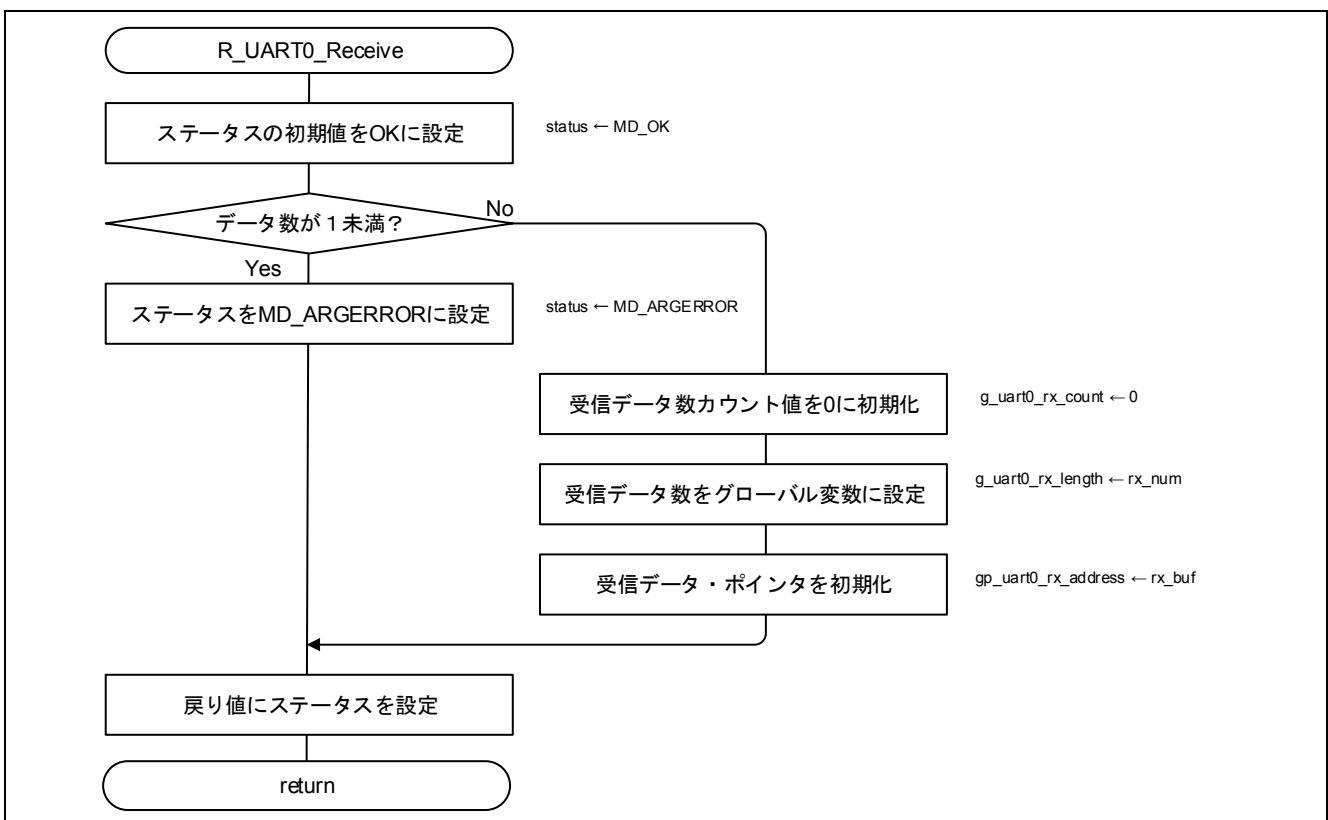 R_UART0_Receive
ステータスの初期値をOKに設定
status ← MD_OK
データ数が１未満？
No
Yes
ステータスをMD_ARGERRORに設定
status ← MD_ARGERROR
受信データ数カウント値を0に初期化
g_uart0_rx_count ← 0
受信データ数をグローバル変数に設定
g_uart0_rx_length ← rx_num
受信データ・ポインタを初期化
gp_uart0_rx_address ← rx_buf
戻り値にステータスを設定
return